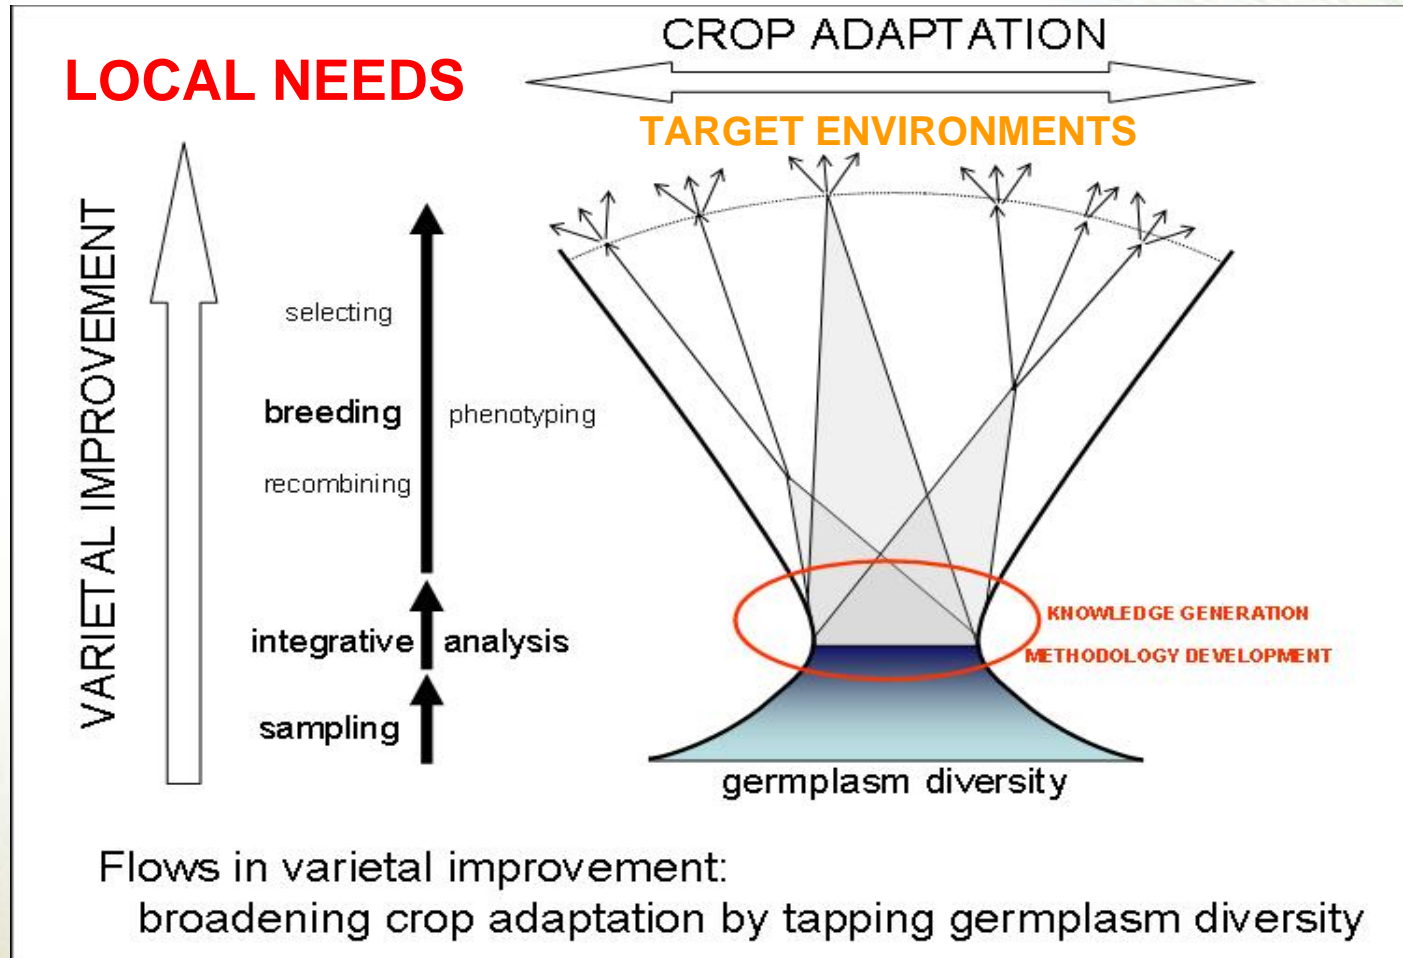 CROP ADAPTATION
LOCAL NEEDS
TARGET ENVIRONMENTS
VARIETAL IMPROVEMENT
selecting
breeding
phenotyping
recombining
integrative analysis
sampling
KNOWLEDGE GENERATION
METHODOLOGY DEVELOPMENT
germplasm diversity
Flows in varietal improvement:
broadening crop adaptation by tapping germplasm diversity